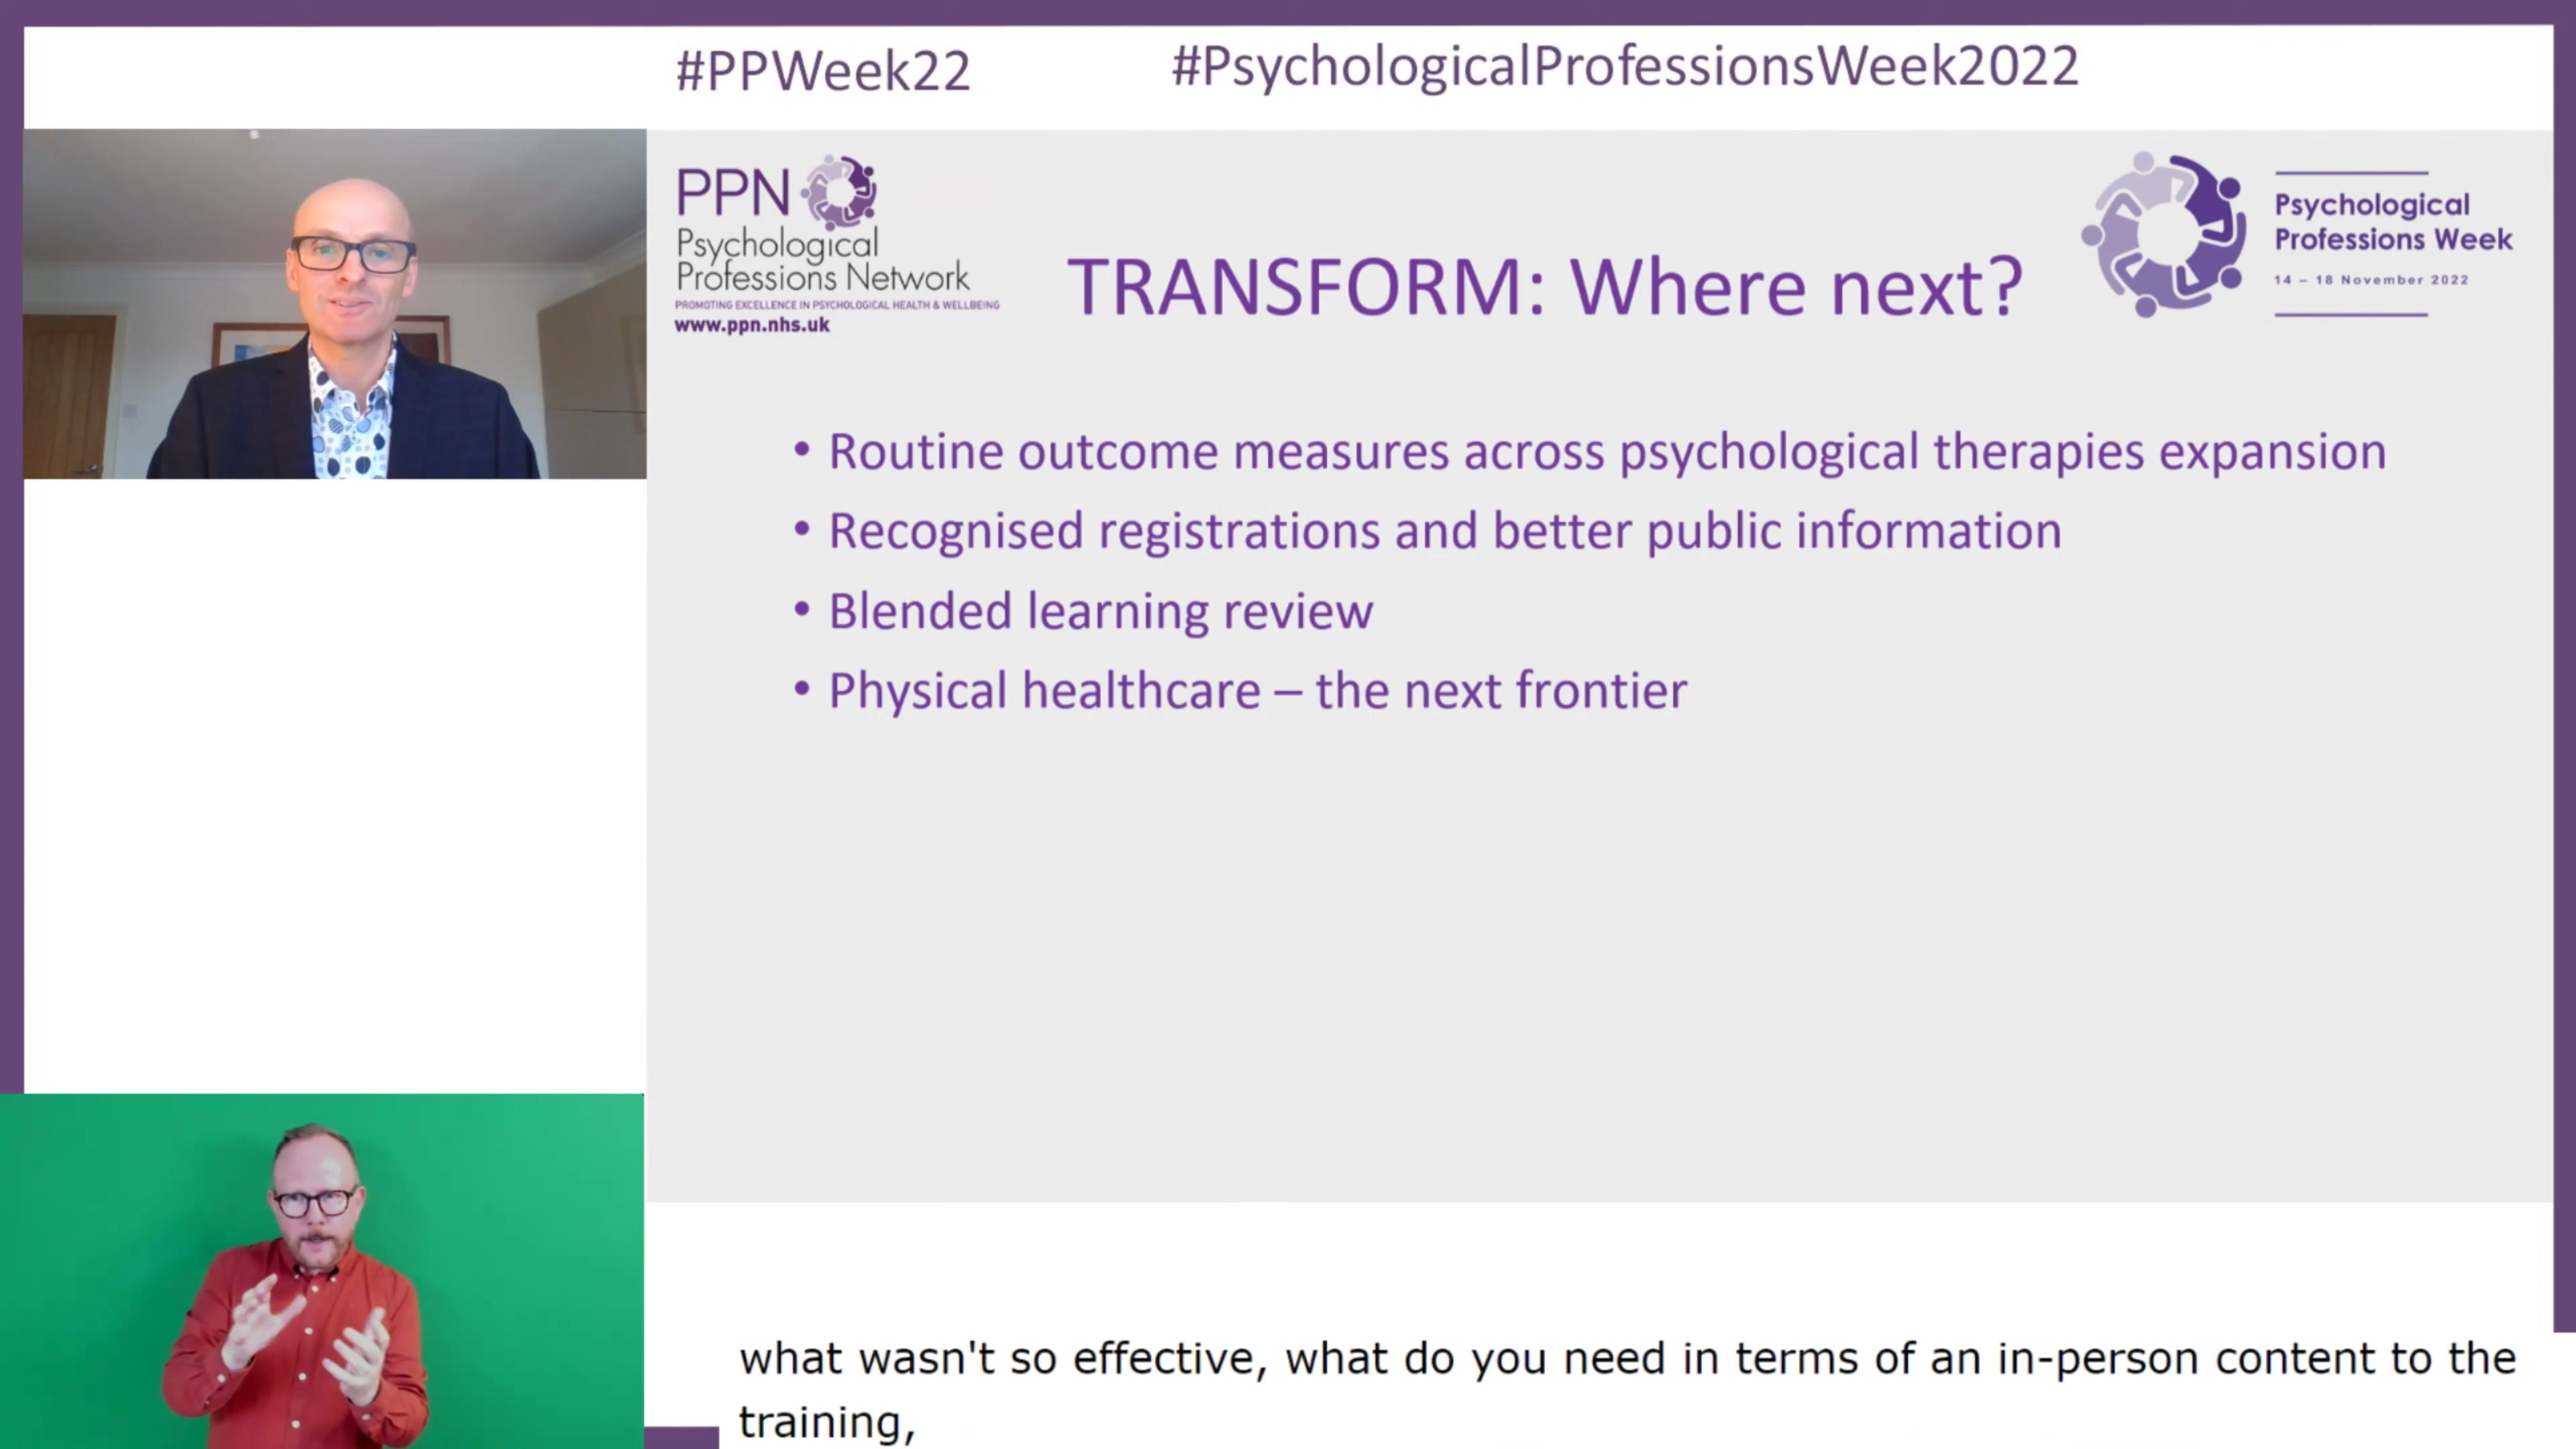 #PPWeek22
#PsychologicalProfessionsWeek2022
PPN
Psychological
Professions Network
PROMOTING EXCELLENCE IN PSYCHOLOGICAL HEALTH & WELLBEING
www.ppn.nhs.uk
TRANSFORM: Where next?
Psychological
Professions Week
14 – 18 November 2022
• Routine outcome measures across psychological therapies expansion
• Recognised registrations and better public information
• Blended learning review
• Physical healthcare – the next frontier
what wasn't so effective, what do you need in terms of an in-person content to the
training,